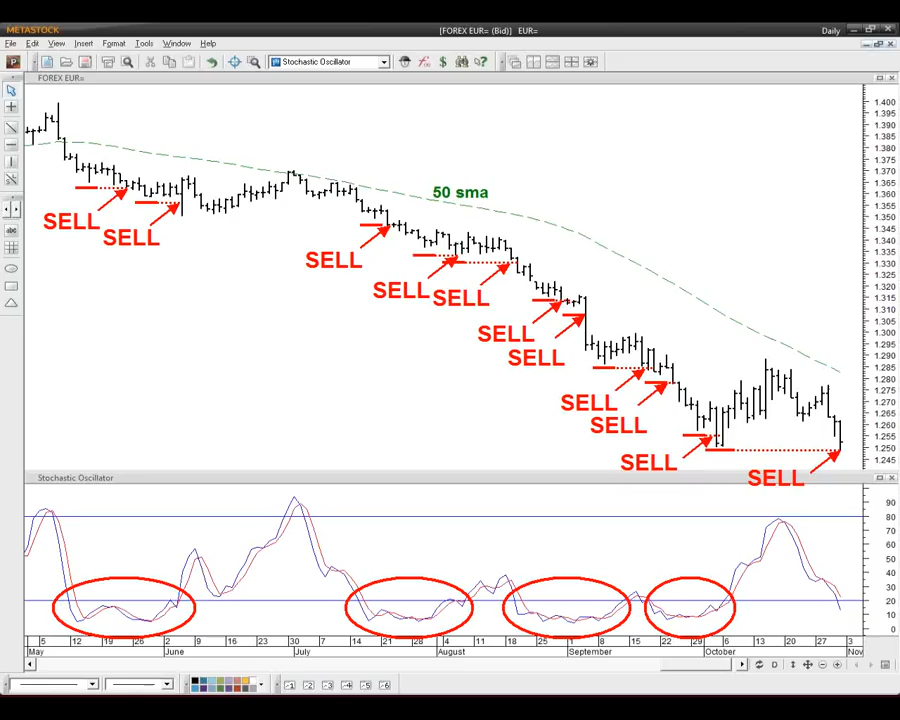 METASTOCK
[FOREX EUR= (Bid)] EUR=
Daily
File Edit View Insert Format Tools Window Help
P
Stochastic Oscillator
FOREX EUR=
abc
50 sma
SELL
SELL
SELL
SELL
SELL
SELL
SELL
SELL
SELL
SELL
SELL
1.400
1.390
1.385
1.375
1.370
1.365
1.360
1.355
1.350
1.340
1.335
1.330
1.325
1.315
1.310
1.305
1.300
1.295
1.290
1.285
1.280
1.275
1.270
1.265
1.260
1.255
1.250
1.245
Stochastic Oscillator
90
80
70
60
50
40
30
20
10
0
5 12 19 26 2 9 16 23 30 7 14 21 28 4 11 18 25 1 8 15 22 29 6 13 20 27 3
May June July August September October Nov
D
1 2 3 4 5 6